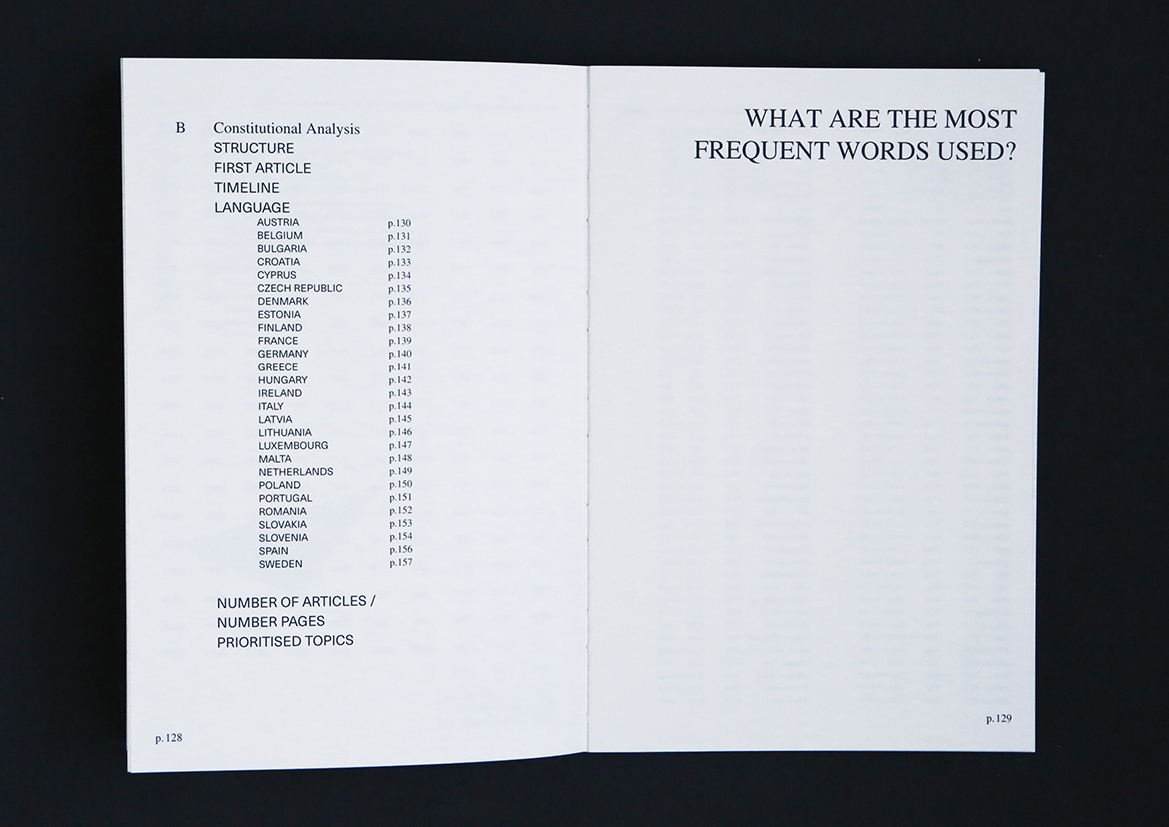 B Constitutional Analysis
STRUCTURE
FIRST ARTICLE
TIMELINE
LANGUAGE
AUSTRIA p.130
BELGIUM p.131
BULGARIA p.132
CROATIA p.133
CYPRUS p.134
CZECH REPUBLIC p.135
DENMARK p.136
ESTONIA p.137
FINLAND p.138
FRANCE p.139
GERMANY p.140
GREECE p.141
HUNGARY p.142
IRELAND p.143
ITALY p.144
LATVIA p.145
LITHUANIA p.146
LUXEMBOURG p.147
MALTA p.148
NETHERLANDS p.149
POLAND p.150
PORTUGAL p.151
ROMANIA p.152
SLOVAKIA p.153
SLOVENIA p.154
SPAIN p.156
SWEDEN p.157
NUMBER OF ARTICLES /
NUMBER PAGES
PRIORITISED TOPICS
p. 128
WHAT ARE THE MOST
FREQUENT WORDS USED?
p. 129